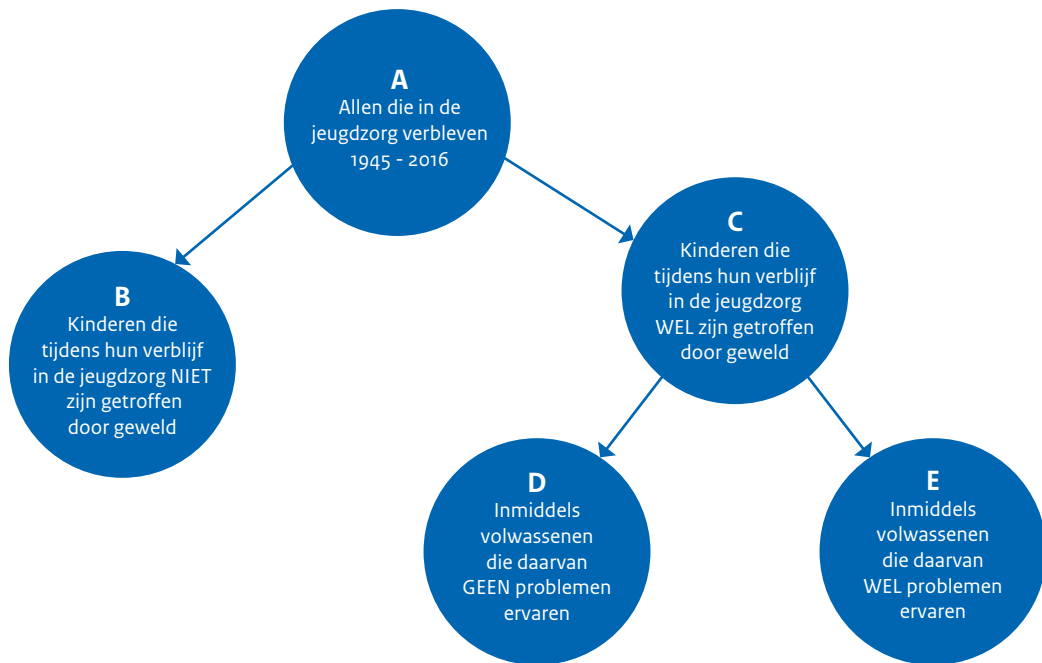 A
Allen die in de
jeugdzorg verbleven
1945 - 2016
B
Kinderen die
tijdens hun verblijf
in de jeugdzorg NIET
zijn getroffen
door geweld
C
Kinderen die
tijdens hun verblijf
in de jeugdzorg
WEL zijn getroffen
door geweld
D
Inmiddels
volwassenen
die daarvan
GEEN problemen
ervaren
E
Inmiddels
volwassenen
die daarvan
WEL problemen
ervaren